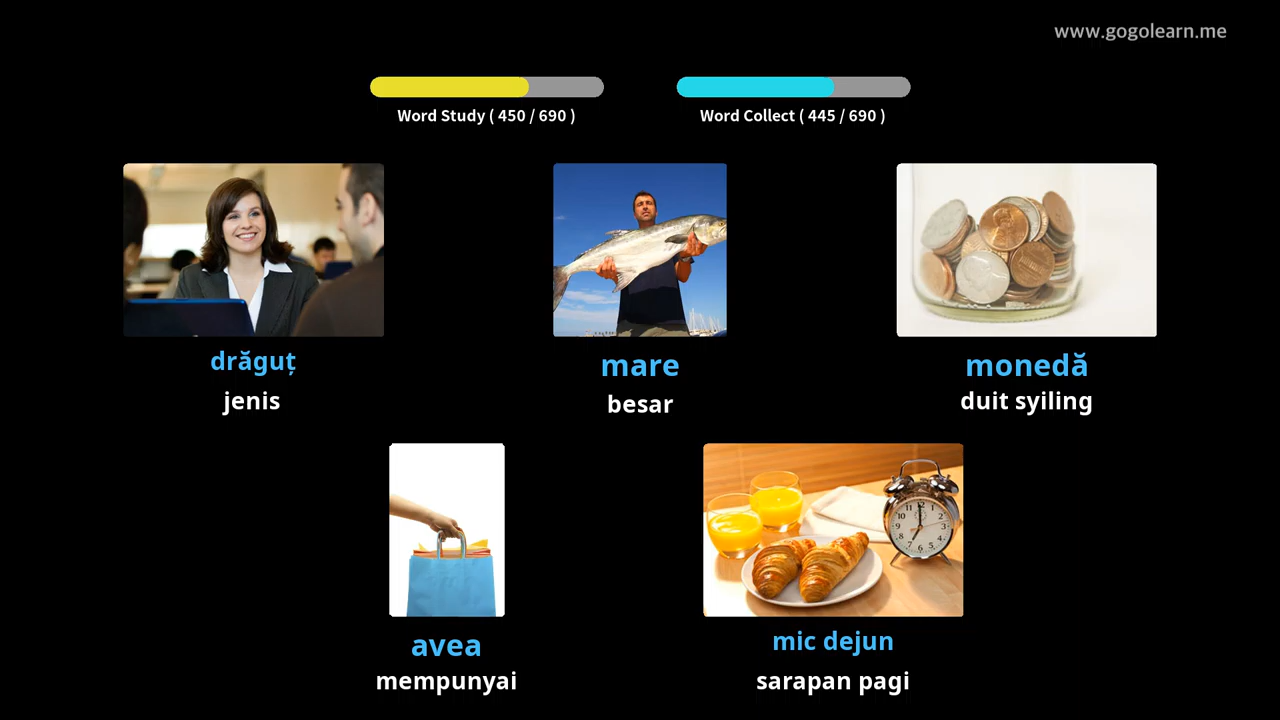 www.gogolearn.me
Word Study ( 450 / 690 )
Word Collect ( 445 / 690 )
drăguț
jenis
mare
besar
monedă
duit syiling
avea
mempunyai
mic dejun
sarapan pagi